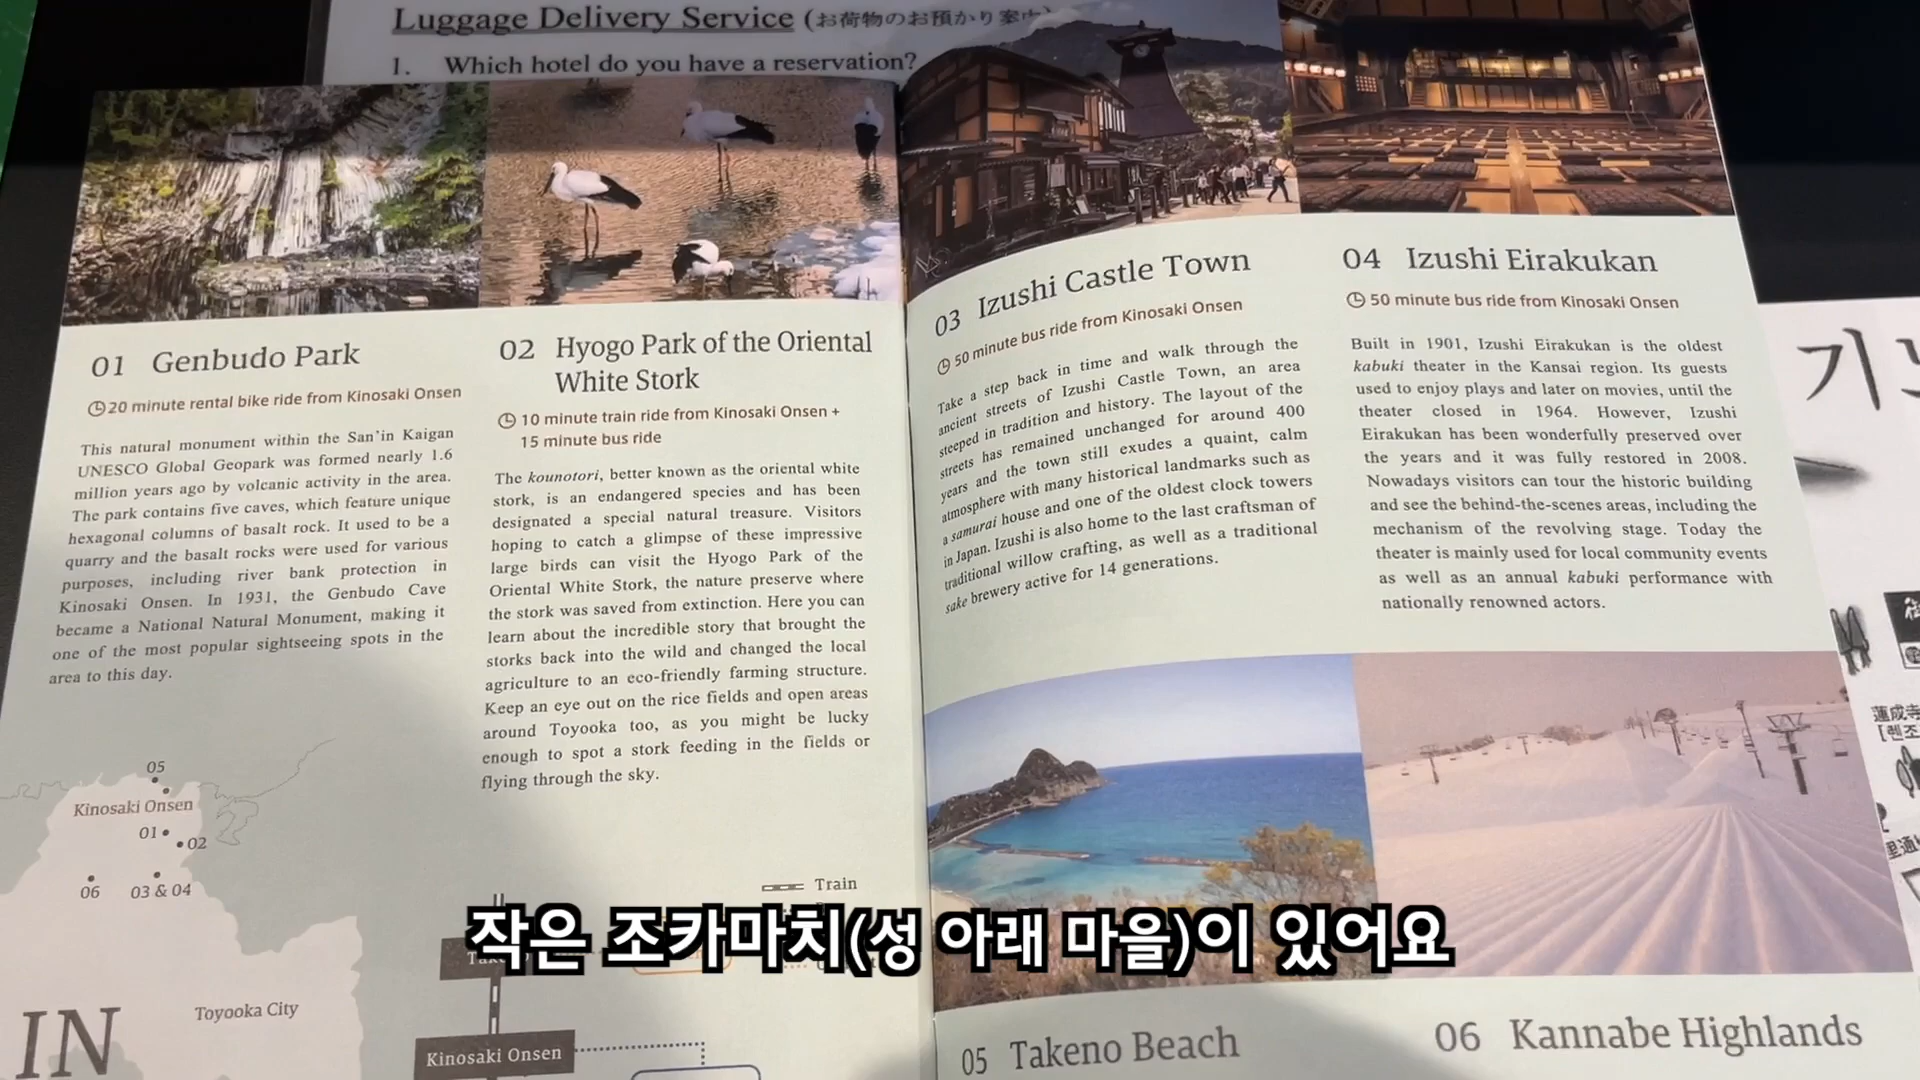 Luggage Delivery Service (お荷物のお預かり案内)
1. Which hotel do you have a reservation?
01 Genbudo Park
20 minute rental bike ride from Kinosaki Onsen
This natural monument within the San'in Kaigan
UNESCO Global Geopark was formed nearly 1.6
million years ago by volcanic activity in the area.
The park contains five caves, which feature unique
hexagonal columns of basalt rock. It used to be a
quarry and the basalt rocks were used for various
purposes, including river bank protection in
Kinosaki Onsen. In 1931, the Genbudo Cave
became a National Natural Monument, making it
one of the most popular sightseeing spots in the
area to this day.
02 Hyogo Park of the Oriental
White Stork
10 minute train ride from Kinosaki Onsen +
15 minute bus ride
The kounotori, better known as the oriental white
stork, is an endangered species and has been
designated a special natural treasure. Visitors
hoping to catch a glimpse of these impressive
large birds can visit the Hyogo Park of the
Oriental White Stork, the nature preserve where
the stork was saved from extinction. Here you can
learn about the incredible story that brought the
storks back into the wild and changed the local
agriculture to an eco-friendly farming structure.
Keep an eye out on the rice fields and open areas
around Toyooka too, as you might be lucky
enough to spot a stork feeding in the fields or
flying through the sky.
03 Izushi Castle Town
50 minute bus ride from Kinosaki Onsen
Take a step back in time and walk through the
ancient streets of Izushi Castle Town, an area
steeped in tradition and history. The layout of the
streets has remained unchanged for around 400
years and the town still exudes a quaint, calm
atmosphere with many historical landmarks such as
a samurai house and one of the oldest clock towers
in Japan. Izushi is also home to the last craftsman of
traditional willow crafting, as well as a traditional
sake brewery active for 14 generations.
04 Izushi Eirakukan
50 minute bus ride from Kinosaki Onsen
Built in 1901, Izushi Eirakukan is the oldest
kabuki theater in the Kansai region. Its guests
used to enjoy plays and later on movies, until the
theater closed in 1964. However, Izushi
Eirakukan has been wonderfully preserved over
the years and it was fully restored in 2008.
Nowadays visitors can tour the historic building
and see the behind-the-scenes areas, including the
mechanism of the revolving stage. Today the
theater is mainly used for local community events
as well as an annual kabuki performance with
nationally renowned actors.
05
Kinosaki Onsen
01
02
06
03 & 04
Train
작은 조카마치(성 아래 마을)이 있어요
IN
Toyooka City
Kinosaki Onsen
05 Takeno Beach
06 Kannabe Highlands
기
蓮成寺